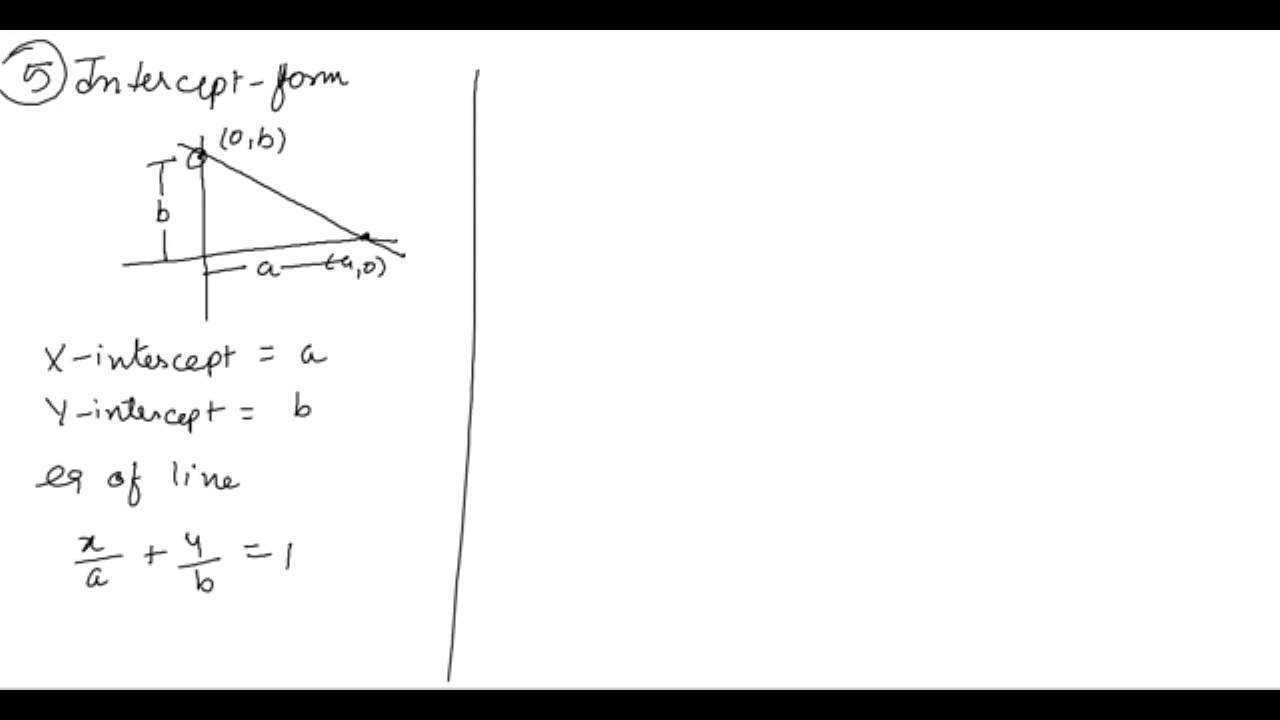 5 Intercept-form
(0,b)
b
a (a,0)
X-intercept = a
Y-intercept = b
eq of line
x/a + y/b = 1